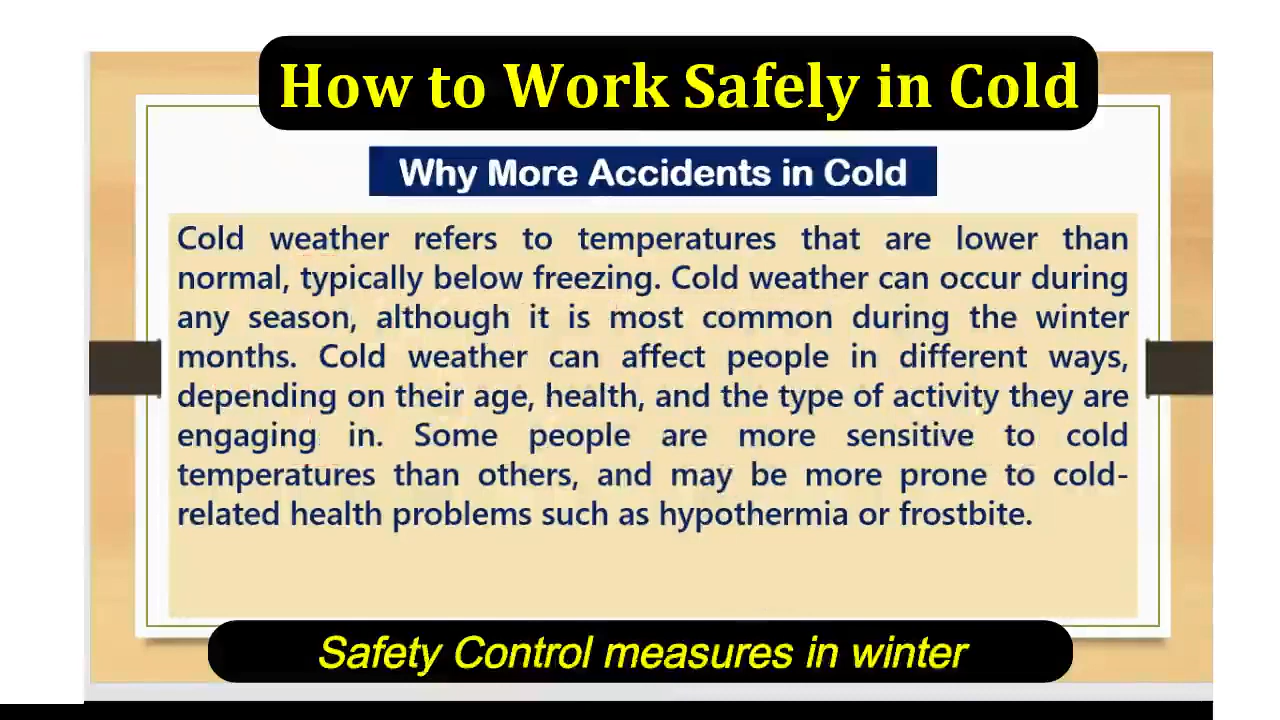 How to Work Safely in Cold
Why More Accidents in Cold
Cold weather refers to temperatures that are lower than
normal, typically below freezing. Cold weather can occur during
any season, although it is most common during the winter
months. Cold weather can affect people in different ways,
depending on their age, health, and the type of activity they are
engaging in. Some people are more sensitive to cold
temperatures than others, and may be more prone to cold-
related health problems such as hypothermia or frostbite.
Safety Control measures in winter